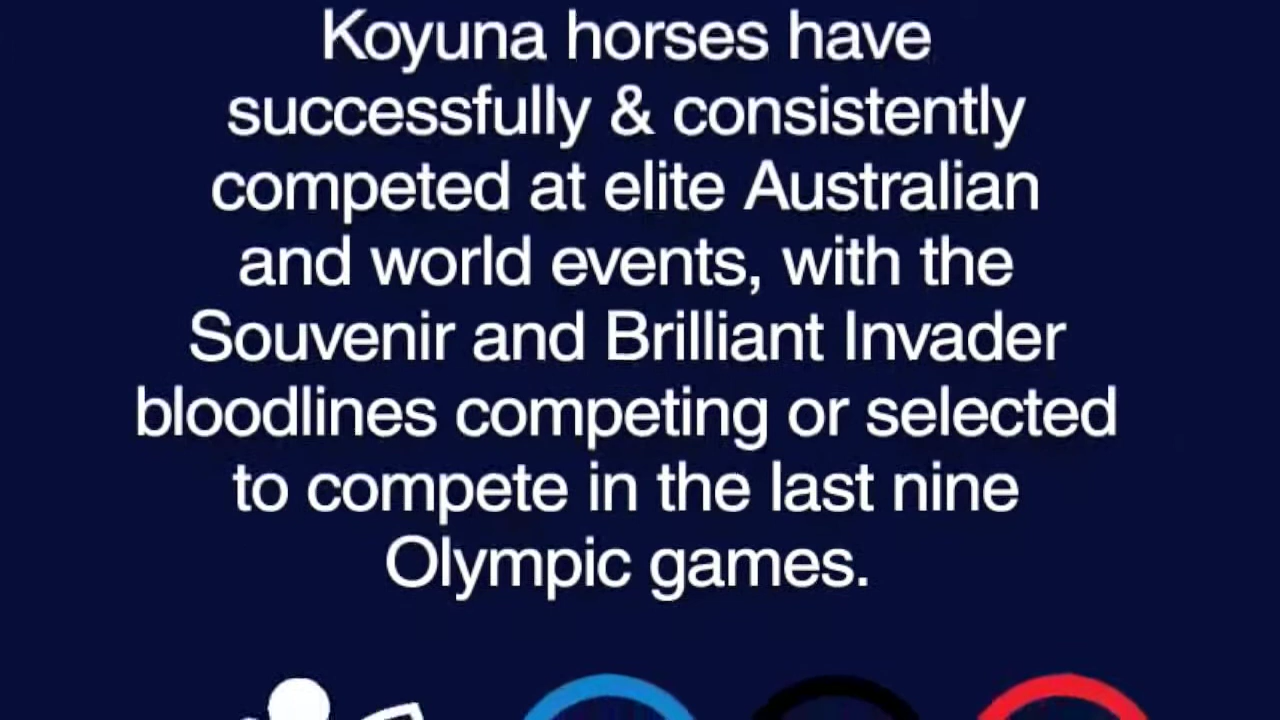 Koyuna horses have
successfully & consistently
competed at elite Australian
and world events, with the
Souvenir and Brilliant Invader
bloodlines competing or selected
to compete in the last nine
Olympic games.